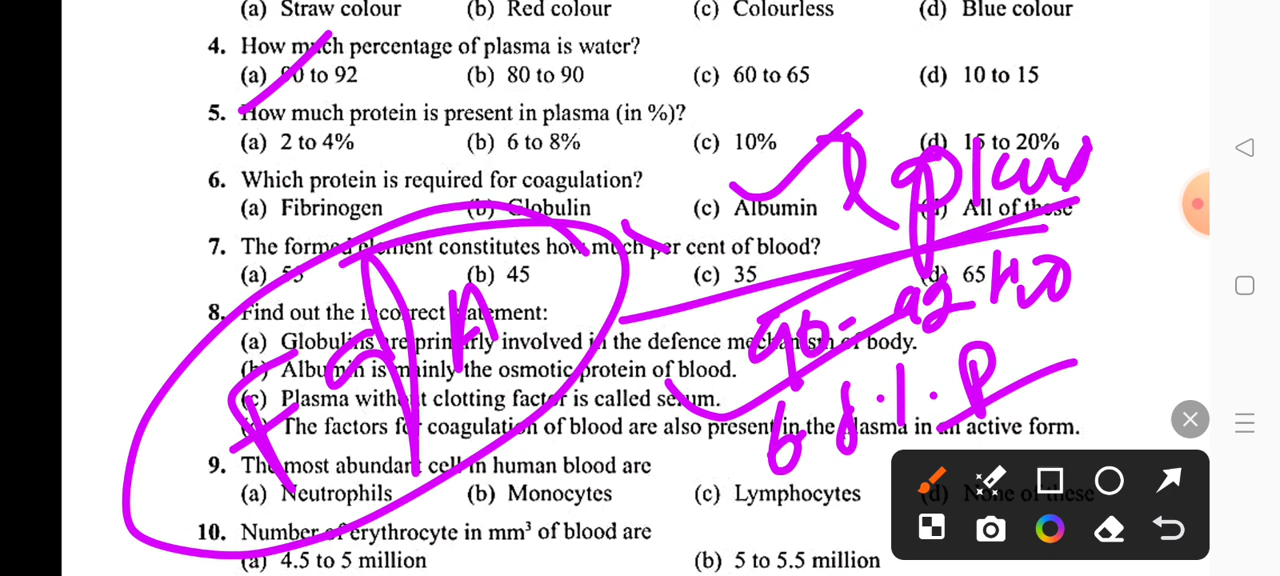 (a) Straw colour (b) Red colour (c) Colourless (d) Blue colour
4. How much percentage of plasma is water?
(a) 90 to 92 (b) 80 to 90 (c) 60 to 65 (d) 10 to 15
5. How much protein is present in plasma (in %)?
(a) 2 to 4% (b) 6 to 8% (c) 10% (d) 15 to 20%
6. Which protein is required for coagulation?
(a) Fibrinogen (b) Globulin (c) Albumin (d) All of these
7. The formed element constitutes how much per cent of blood?
(a) 55 (b) 45 (c) 35 (d) 65
8. Find out the incorrect statement:
(a) Globulins are primarly involved in the defence mechanism of body.
(b) Albumin is mainly the osmotic protein of blood.
(c) Plasma without clotting factor is called serum.
The factors for coagulation of blood are also present in the plasma in an active form.
9. The most abundant cell in human blood are
(a) Neutrophils (b) Monocytes (c) Lymphocytes (d) None of these
10. Number of erythrocyte in mm³ of blood are
(a) 4.5 to 5 million (b) 5 to 5.5 million